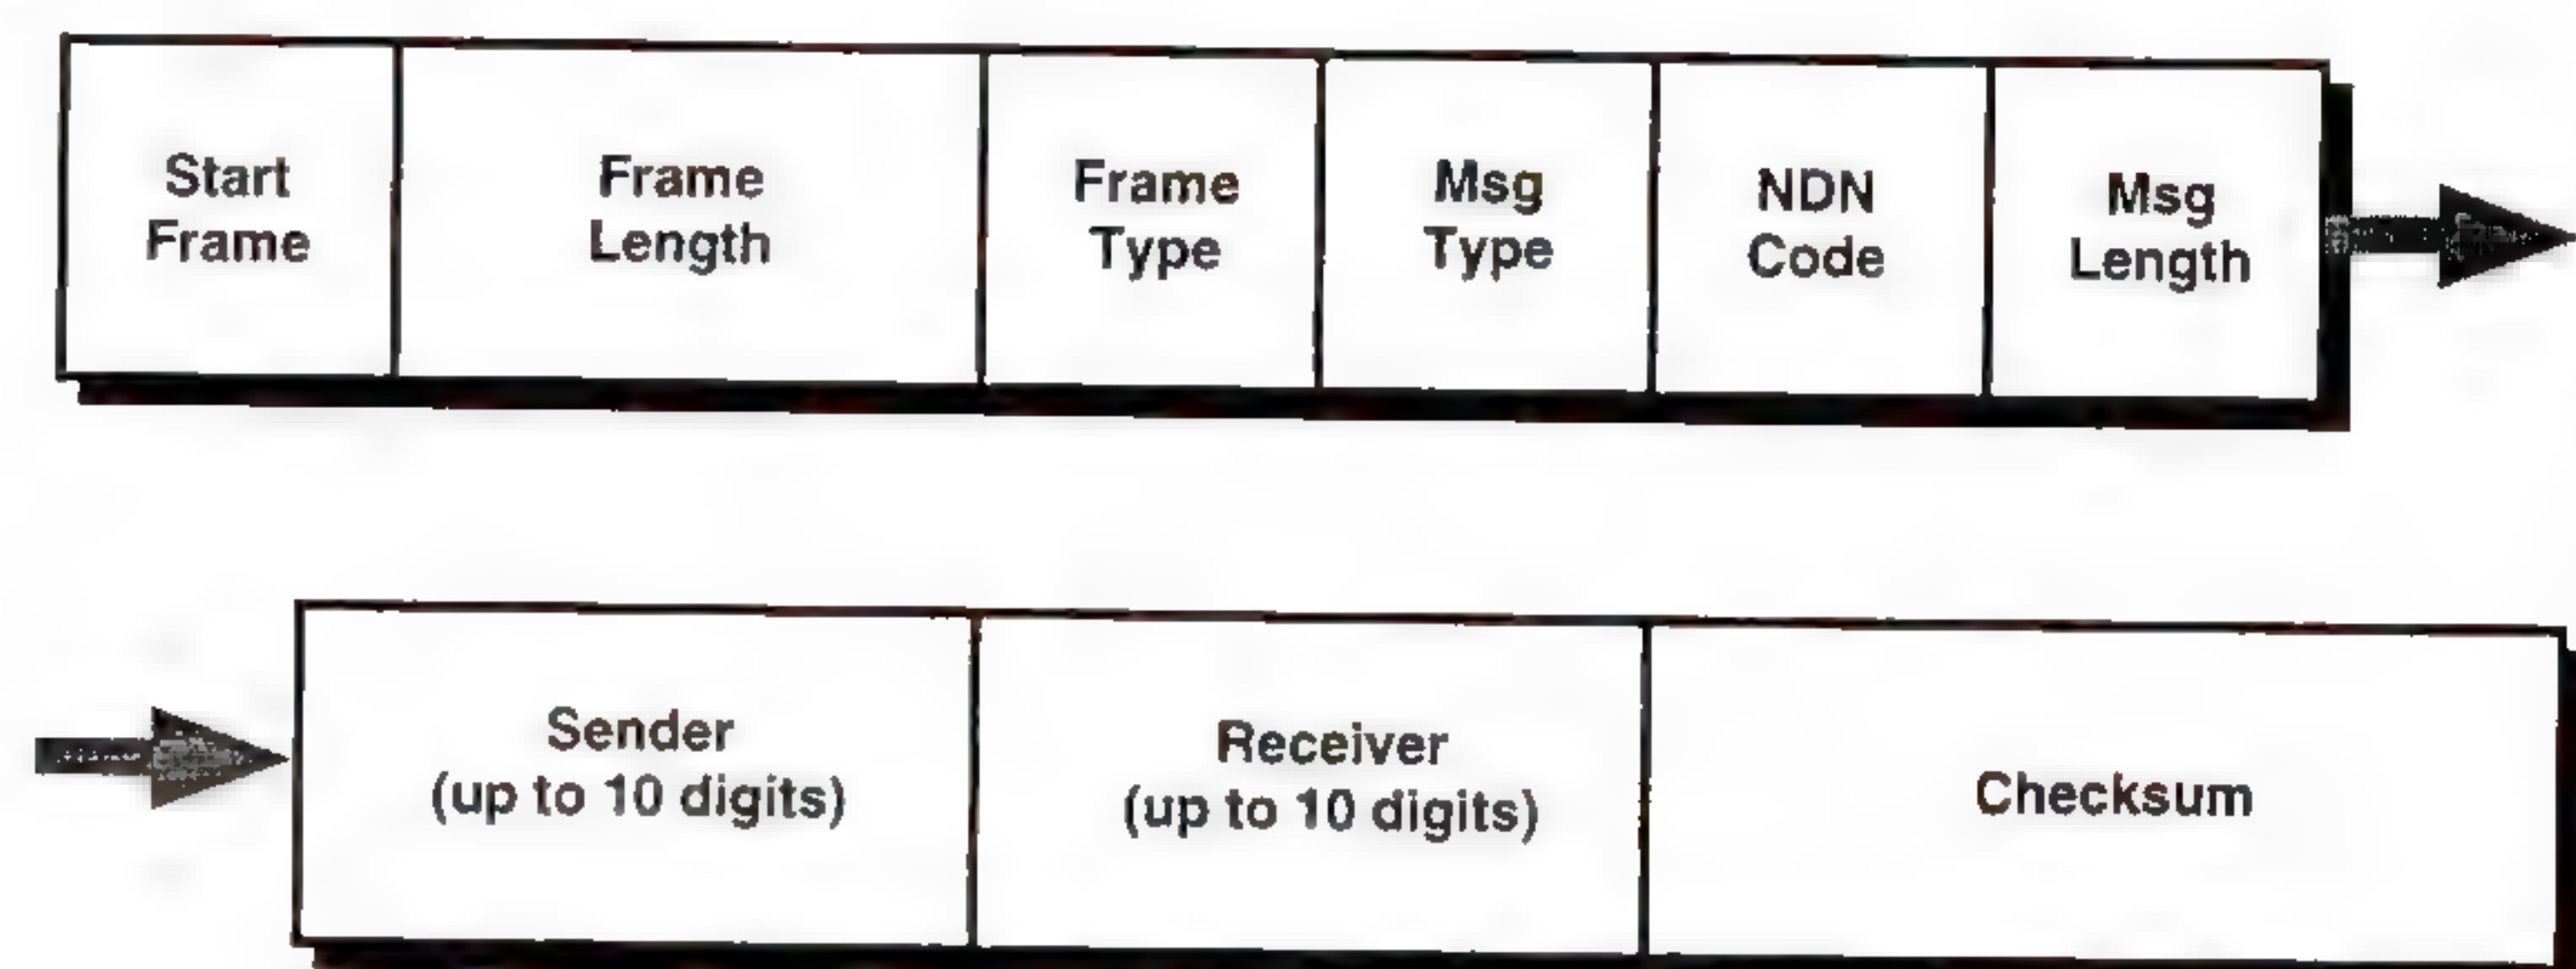 Start
Frame
Frame
Length
Frame
Type
Msg
Type
NDN
Code
Msg
Length
Sender
(up to 10 digits)
Receiver
(up to 10 digits)
Checksum